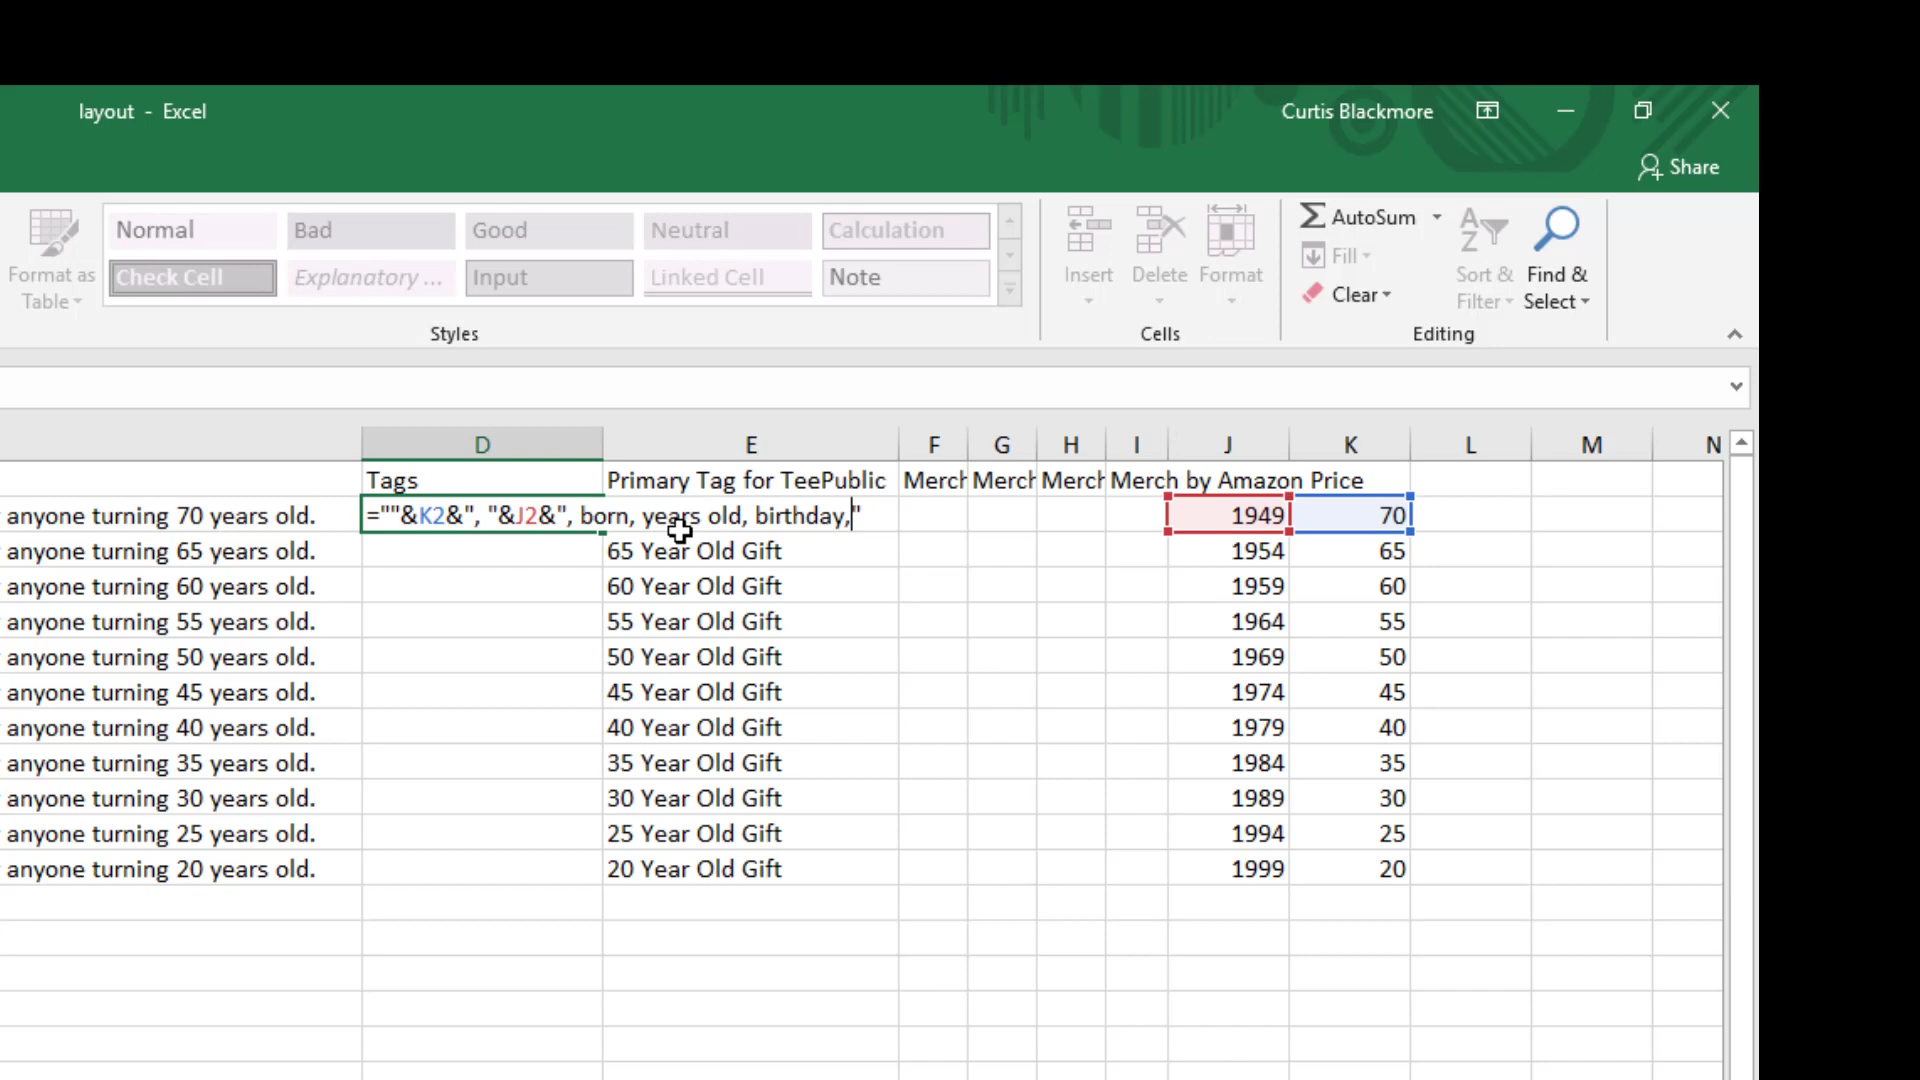 layout - Excel
Curtis Blackmore
Share
Normal Bad Good Neutral Calculation
Check Cell Explanatory ... Input Linked Cell Note
Format as Table
Styles
Insert Delete Format
Cells
AutoSum
Fill
Clear
Sort & Filter
Find & Select
Editing
D E F G H I J K L M N
Tags Primary Tag for TeePublic Merch Merch Merch Merch by Amazon Price
anyone turning 70 years old. =""&K2&", "&J2&", born, years old, birthday," 1949 70
anyone turning 65 years old. 65 Year Old Gift 1954 65
anyone turning 60 years old. 60 Year Old Gift 1959 60
anyone turning 55 years old. 55 Year Old Gift 1964 55
anyone turning 50 years old. 50 Year Old Gift 1969 50
anyone turning 45 years old. 45 Year Old Gift 1974 45
anyone turning 40 years old. 40 Year Old Gift 1979 40
anyone turning 35 years old. 35 Year Old Gift 1984 35
anyone turning 30 years old. 30 Year Old Gift 1989 30
anyone turning 25 years old. 25 Year Old Gift 1994 25
anyone turning 20 years old. 20 Year Old Gift 1999 20